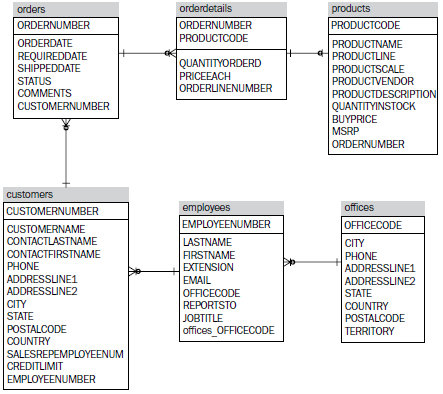 orders
ORDERNUMBER
ORDERDATE
REQUIREDDATE
SHIPPEDDATE
STATUS
COMMENTS
CUSTOMERNUMBER
orderdetails
ORDERNUMBER
PRODUCTCODE
QUANTITYORDERD
PRICEEACH
ORDERLINENUMBER
products
PRODUCTCODE
PRODUCTNAME
PRODUCTLINE
PRODUCTSCALE
PRODUCTVENDOR
PRODUCTDESCRIPTION
QUANTITYINSTOCK
BUYPRICE
MSRP
ORDERNUMBER
customers
CUSTOMERNUMBER
CUSTOMERNAME
CONTACTLASTNAME
CONTACTFIRSTNAME
PHONE
ADDRESSLINE1
ADDRESSLINE2
CITY
STATE
POSTALCODE
COUNTRY
SALESREPEMPLOYEENUM
CREDITLIMIT
EMPLOYEENUMBER
employees
EMPLOYEENUMBER
LASTNAME
FIRSTNAME
EXTENSION
EMAIL
OFFICECODE
REPORTSTO
JOBTITLE
offices_OFFICECODE
offices
OFFICECODE
CITY
PHONE
ADDRESSLINE1
ADDRESSLINE2
STATE
COUNTRY
POSTALCODE
TERRITORY